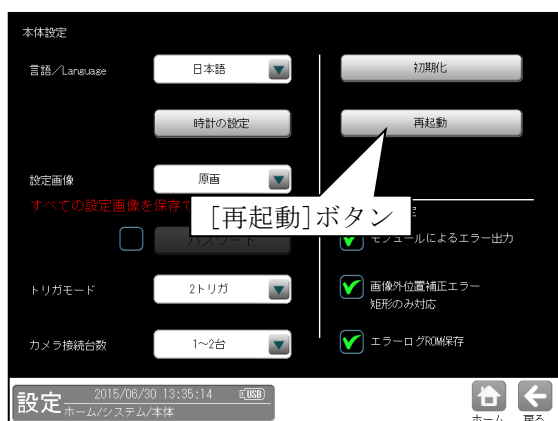 本体設定
言語/Language
日本語
初期化
時計の設定
再起動
設定画像
原画
すべての設定画像を保存で
[再起動]ボタン
定
パスワード
モジュールによるエラー出力
トリガモード
2トリガ
画像外位置補正エラー
矩形のみ対応
カメラ接続台数
1~2台
エラーログROM保存
設定
2015/06/30 13:35:14
USB
ホーム/システム/本体
ホーム
戻る